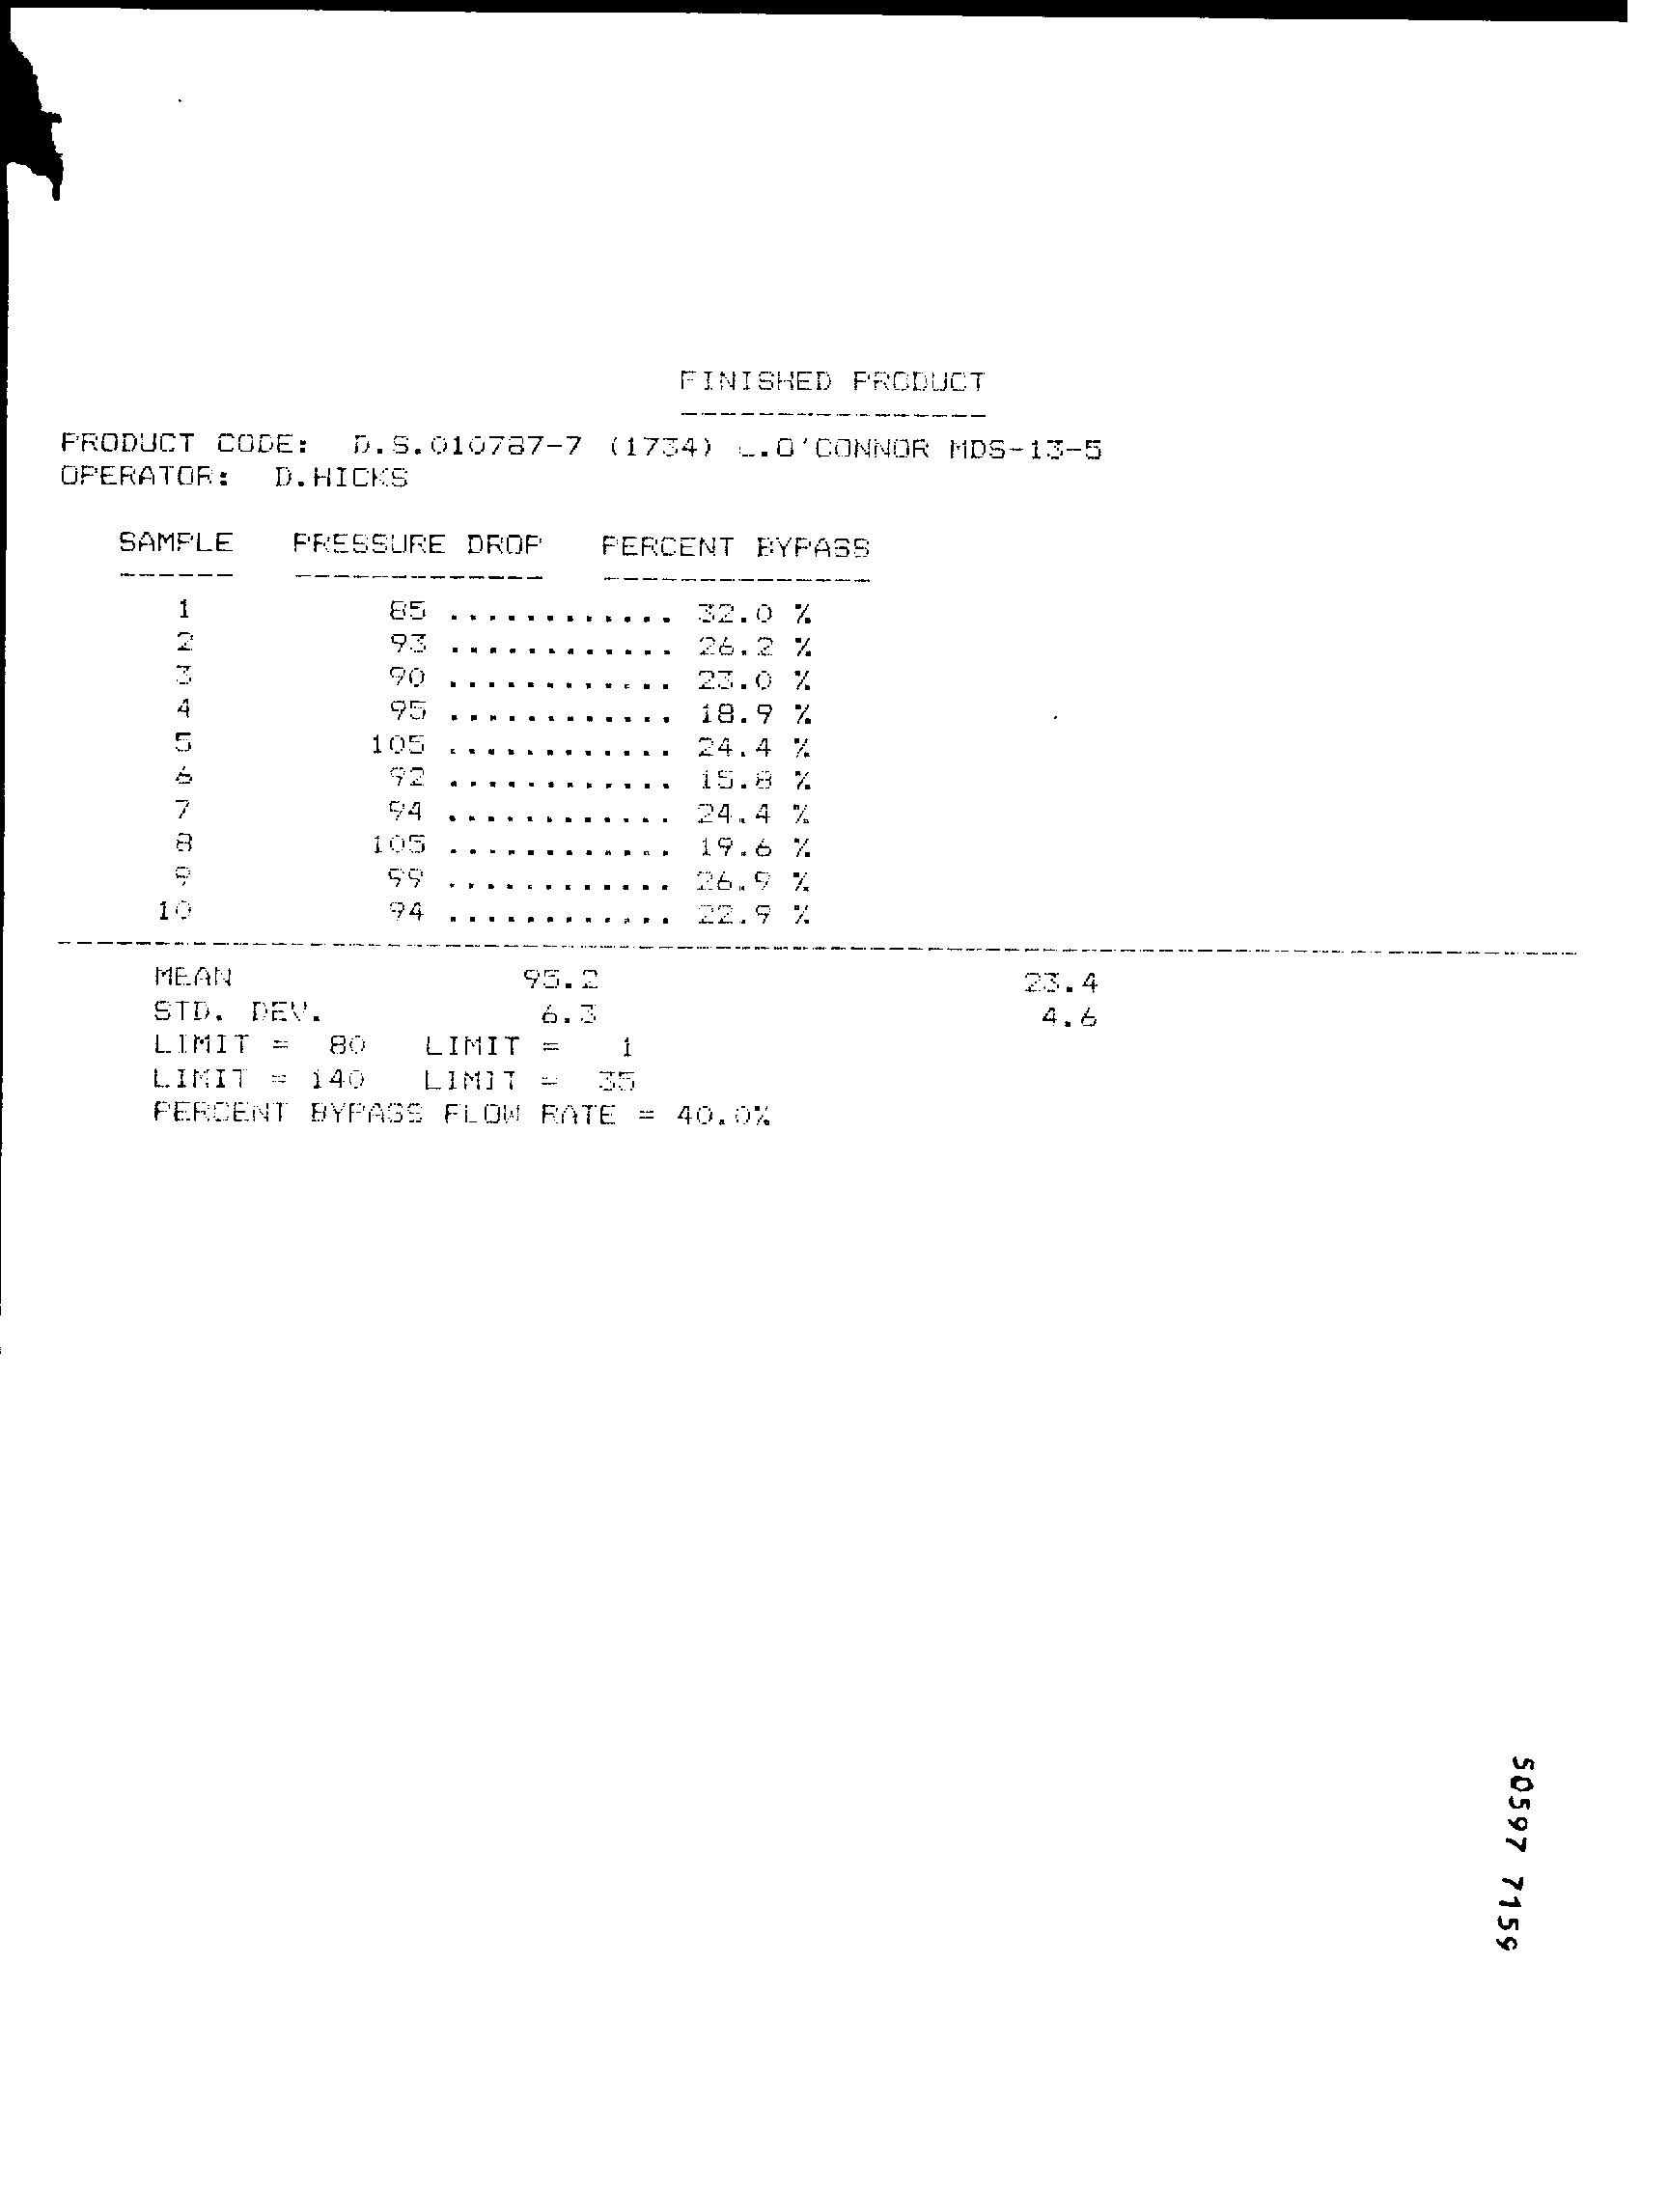 FINISHED PRODUCT
----------------
PRODUCT CODE: D.S.010787-7 (1734) L.O'CONNOR MDS-13-5
OPERATOR: D.HICKS
SAMPLE PRESSURE DROP PERCENT BYPASS
------ ------------- --------------
1 85 ............ 32.0 %
2 93 ............ 26.2 %
3 90 ............ 23.0 %
4 95 ............ 18.9 %
5 105 ............ 24.4 %
6 92 ............ 15.8 %
7 94 ............ 24.4 %
8 105 ............ 19.6 %
9 99 ............ 26.9 %
10 94 ............ 22.9 %
------------------------------------------------------------------------------
MEAN 95.2 23.4
STD. DEV. 6.3 4.6
LIMIT = 80 LIMIT = 1
LIMIT = 140 LIMIT = 35
PERCENT BYPASS FLOW RATE = 40.0%
50597 7159